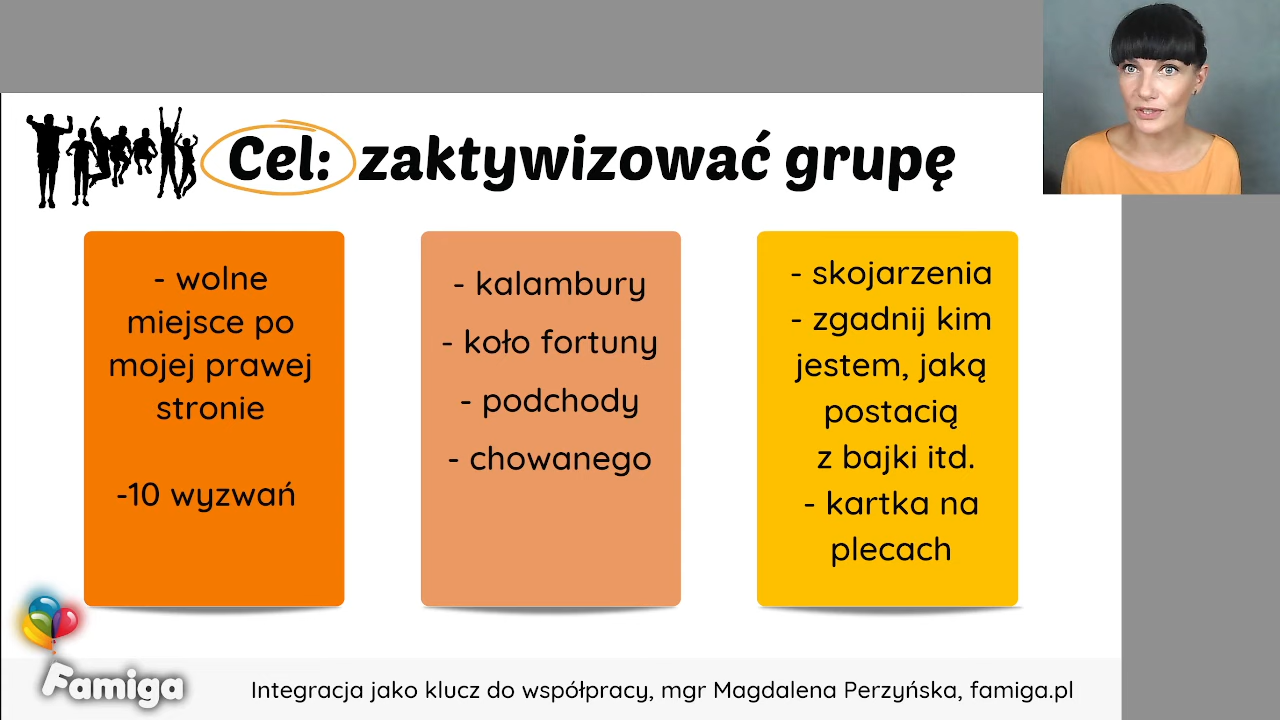 Cel: zaktywizować grupę
- wolne
miejsce po
mojej prawej
stronie
-10 wyzwań
- kalambury
- koło fortuny
- podchody
- chowanego
- skojarzenia
- zgadnij kim
jestem, jaką
postacią
z bajki itd.
- kartka na
plecach
Famiga
Integracja jako klucz do współpracy, mgr Magdalena Perzyńska, famiga.pl